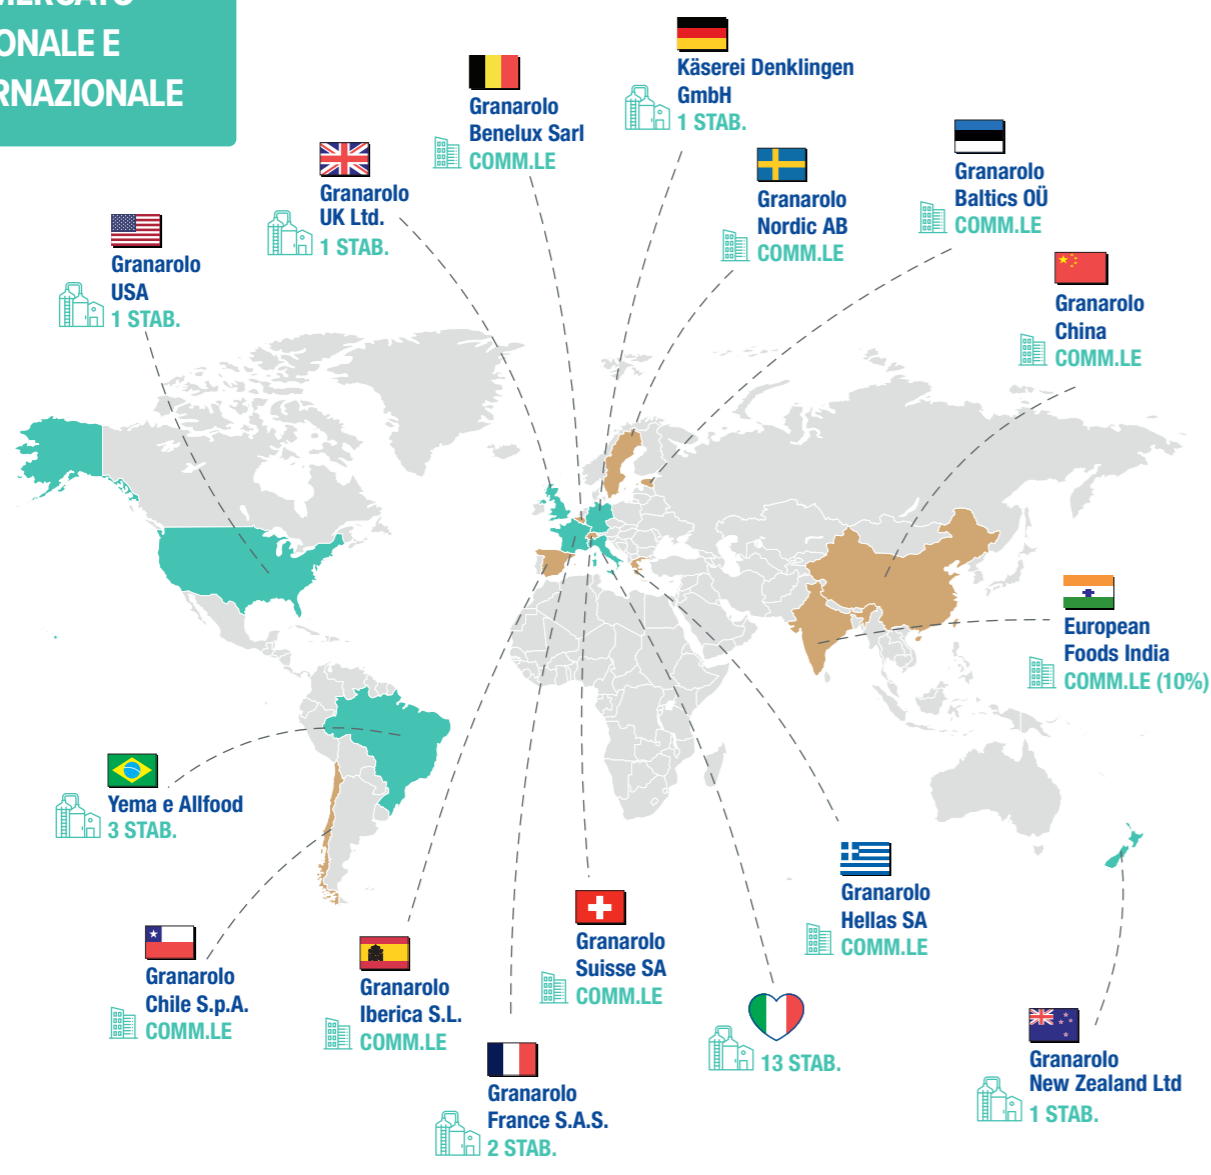 ONALE E
RNAZIONALE
Käserei Denklingen
GmbH
1 STAB.
Granarolo
Benelux Sarl
COMM.LE
Granarolo
UK Ltd.
1 STAB.
Granarolo
Nordic AB
COMM.LE
Granarolo
Baltics OÜ
COMM.LE
Granarolo
USA
1 STAB.
Granarolo
China
COMM.LE
European
Foods India
COMM.LE (10%)
Yema e Allfood
3 STAB.
Granarolo
Hellas SA
COMM.LE
Granarolo
Suisse SA
COMM.LE
Granarolo
Chile S.p.A.
COMM.LE
Granarolo
Iberica S.L.
COMM.LE
13 STAB.
Granarolo
New Zealand Ltd
1 STAB.
Granarolo
France S.A.S.
2 STAB.